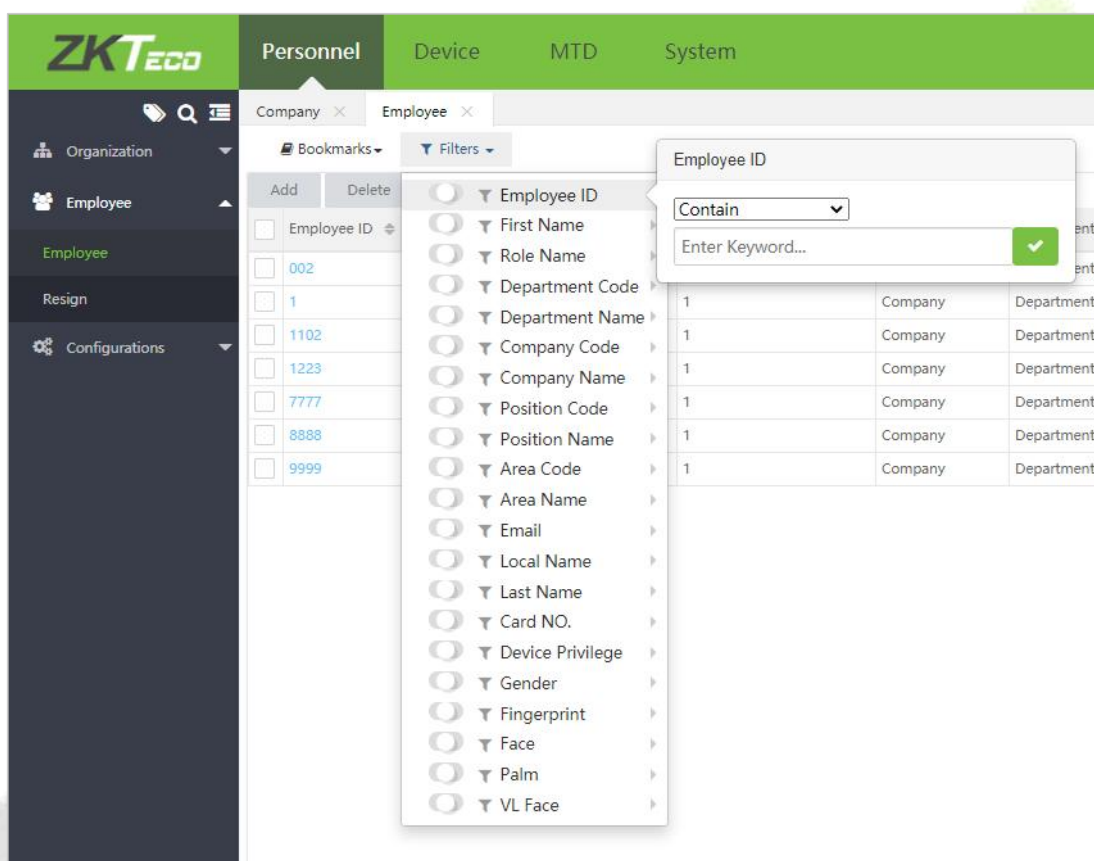 ZKTECO
Personnel Device MTD System
Company Employee
Bookmarks Filters
Organization
Employee
Employee
Resign
Configurations
Add Delete
Employee ID
002
1 1 Company Department
1102 1 Company Department
1223 1 Company Department
7777 1 Company Department
8888 1 Company Department
9999 1 Company Department
Employee ID
First Name
Role Name
Department Code
Department Name
Company Code
Company Name
Position Code
Position Name
Area Code
Area Name
Email
Local Name
Last Name
Card NO.
Device Privilege
Gender
Fingerprint
Face
Palm
VL Face
Employee ID
Contain
Enter Keyword...
ent
ent